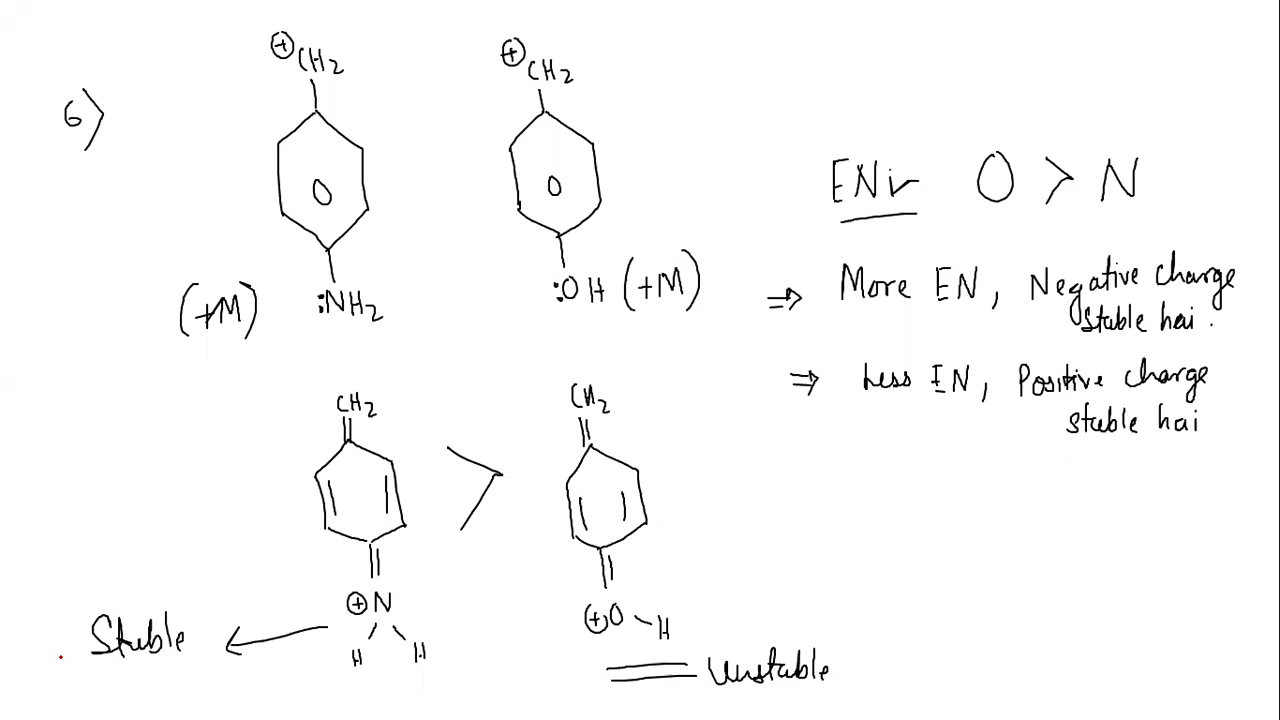 6)
⊕CH2
⊕CH2
(+M) :NH2
:OH (+M)
EN O > N
⇒ More EN, Negative charge
stable hai.
⇒ Less EN, Positive charge
stable hai
CH2
CH2
>
⊕N
H H
⊕O-H
Stable ←
Unstable